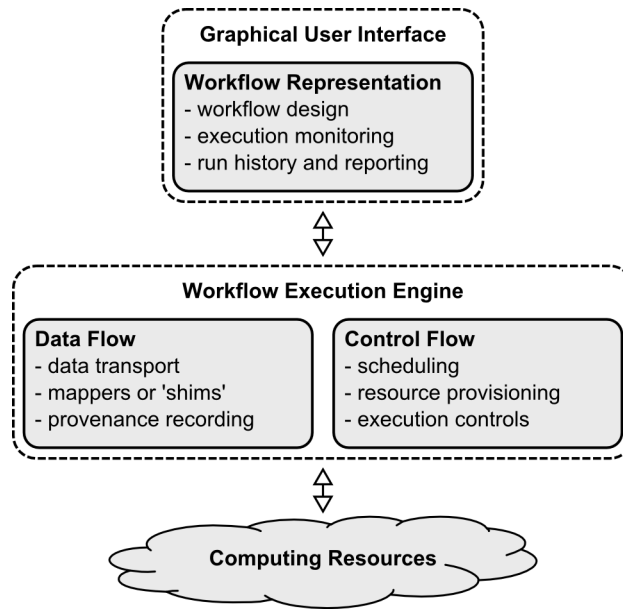 Graphical User Interface
Workflow Representation
- workflow design
- execution monitoring
- run history and reporting
Workflow Execution Engine
Data Flow
- data transport
- mappers or 'shims'
- provenance recording
Control Flow
- scheduling
- resource provisioning
- execution controls
Computing Resources